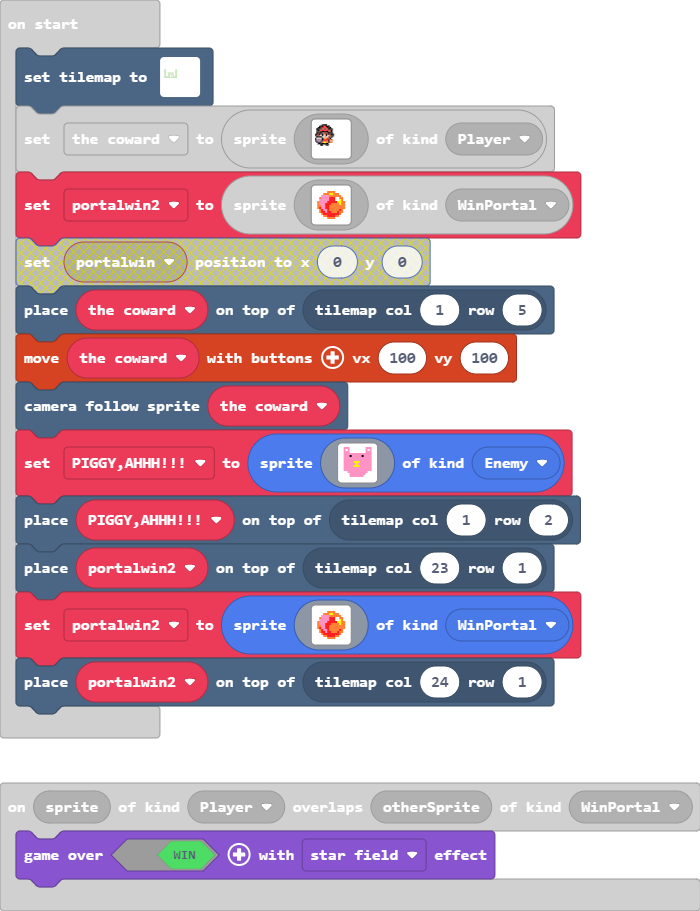 on start
set tilemap to
set the coward to sprite of kind Player
set portalwin2 to sprite of kind WinPortal
set portalwin position to x 0 y 0
place the coward on top of tilemap col 1 row 5
move the coward with buttons vx 100 vy 100
camera follow sprite the coward
set PIGGY,AHHH!!! to sprite of kind Enemy
place PIGGY,AHHH!!! on top of tilemap col 1 row 2
place portalwin2 on top of tilemap col 23 row 1
set portalwin2 to sprite of kind WinPortal
place portalwin2 on top of tilemap col 24 row 1
on sprite of kind Player overlaps otherSprite of kind WinPortal
game over WIN with star field effect